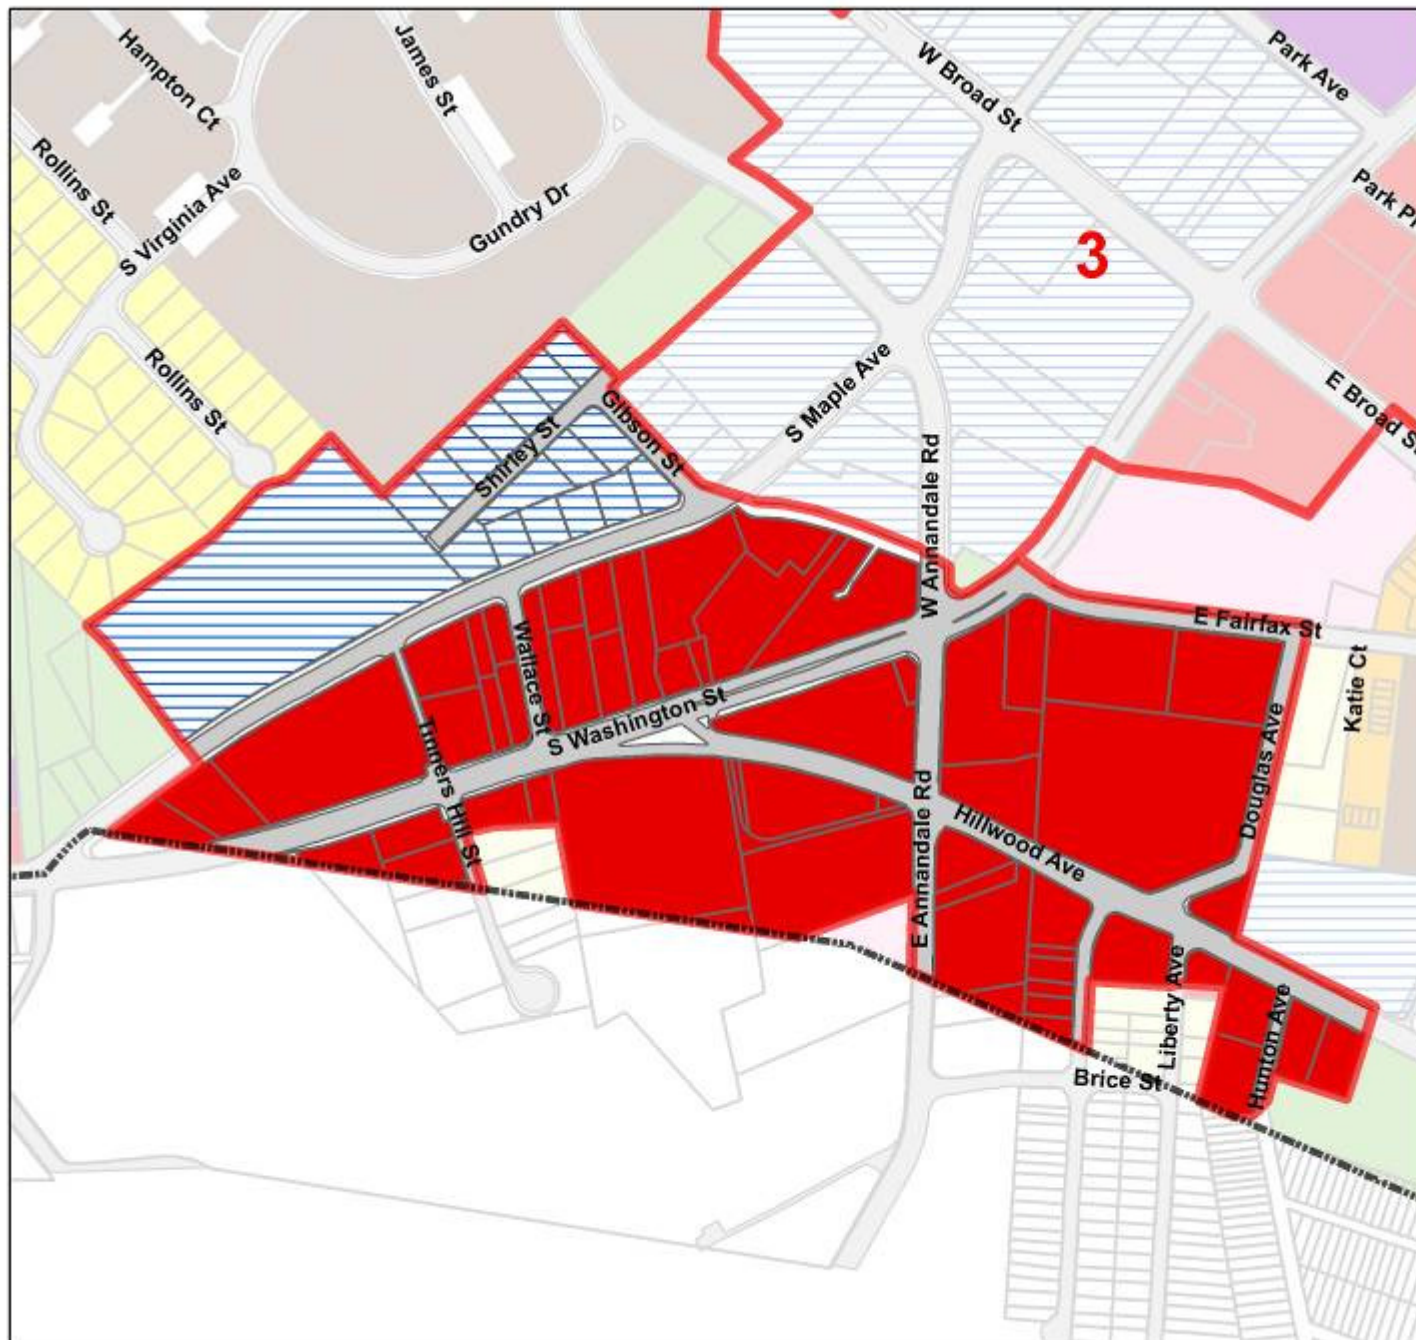 Hampton Ct
James St
W Broad St
Park Ave
Rollins St
S Virginia Ave
Gundry Dr
Park Pl
3
Rollins St
S Maple Ave
E Broad St
Shirley St
Gibson St
W Annandale Rd
E Fairfax St
Wallace St
Katie Ct
S Washington St
Tinners Hill St
Douglas Ave
E Annandale Rd
Hillwood Ave
Liberty Ave
Hunton Ave
Brice St